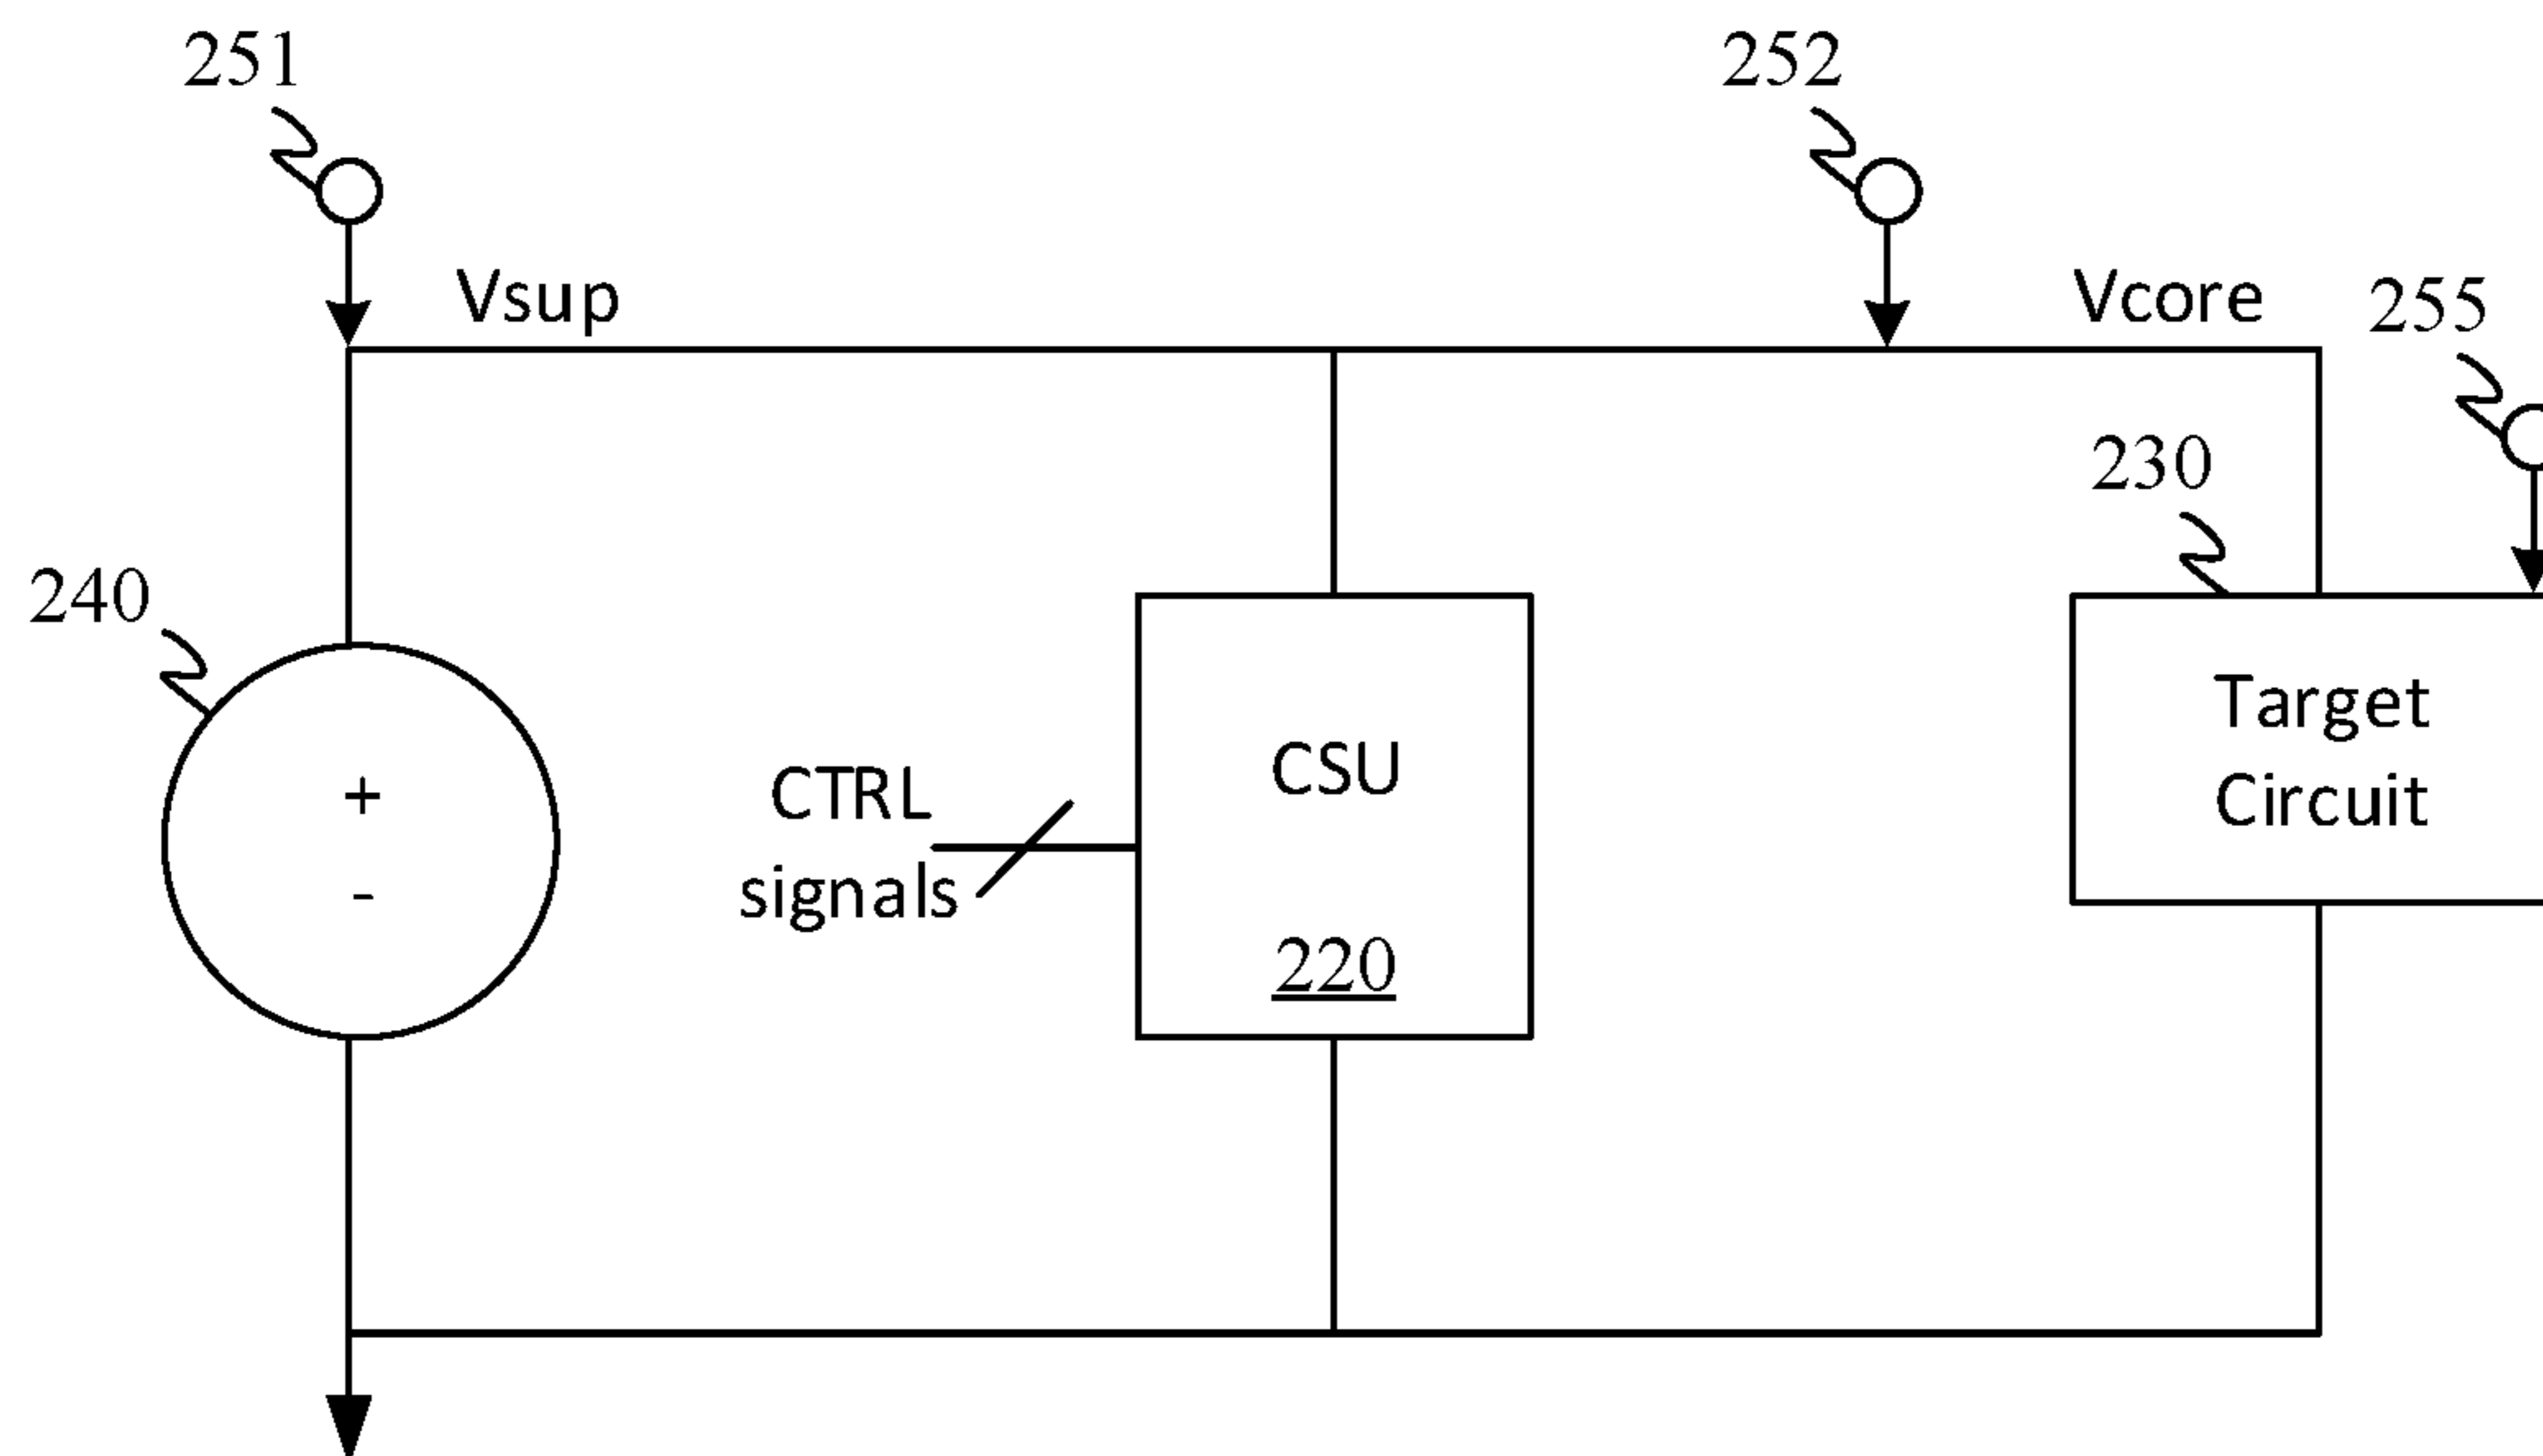 251
252
Vsup
Vcore
255
230
240
Target
Circuit
CSU
CTRL
signals
220
+
-